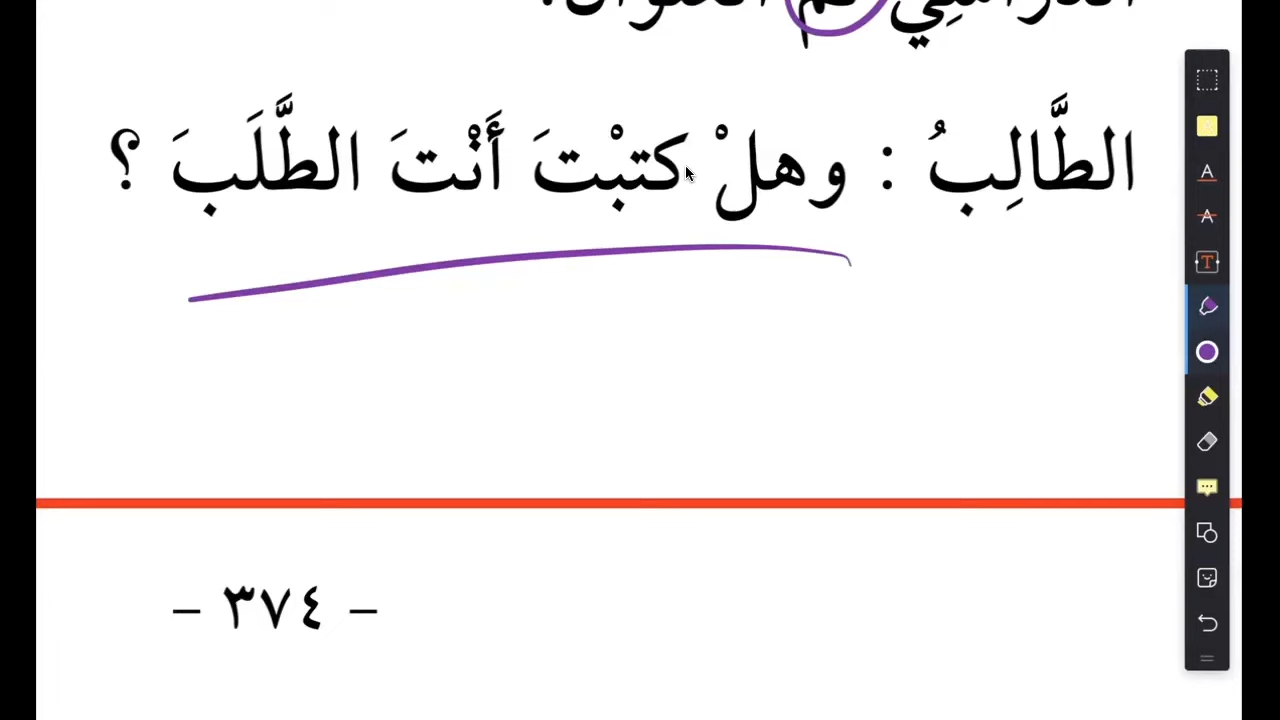 الطَّالِبُ : وهلْ كتبْتَ أَنْتَ الطَّلَبَ ؟
– ٣٧٤ –